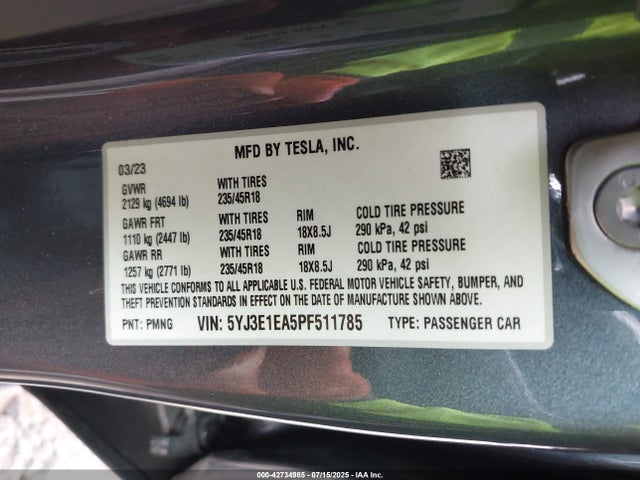 MFD BY TESLA, INC.
03/23
GVWR WITH TIRES
2129 kg (4694 lb) 235/45R18
GAWR FRT WITH TIRES RIM COLD TIRE PRESSURE
1110 kg (2447 lb) 235/45R18 18X8.5J 290 kPa, 42 psi
GAWR RR WITH TIRES RIM COLD TIRE PRESSURE
1257 kg (2771 lb) 235/45R18 18X8.5J 290 kPa, 42 psi
THIS VEHICLE CONFORMS TO ALL APPLICABLE U.S. FEDERAL MOTOR VEHICLE SAFETY, BUMPER, AND
THEFT PREVENTION STANDARDS IN EFFECT ON THE DATE OF MANUFACTURE SHOWN ABOVE.
PNT: PMNG VIN: 5YJ3E1EA5PF511785 TYPE: PASSENGER CAR
000-42734985 - 07/15/2025 - IAA Inc.